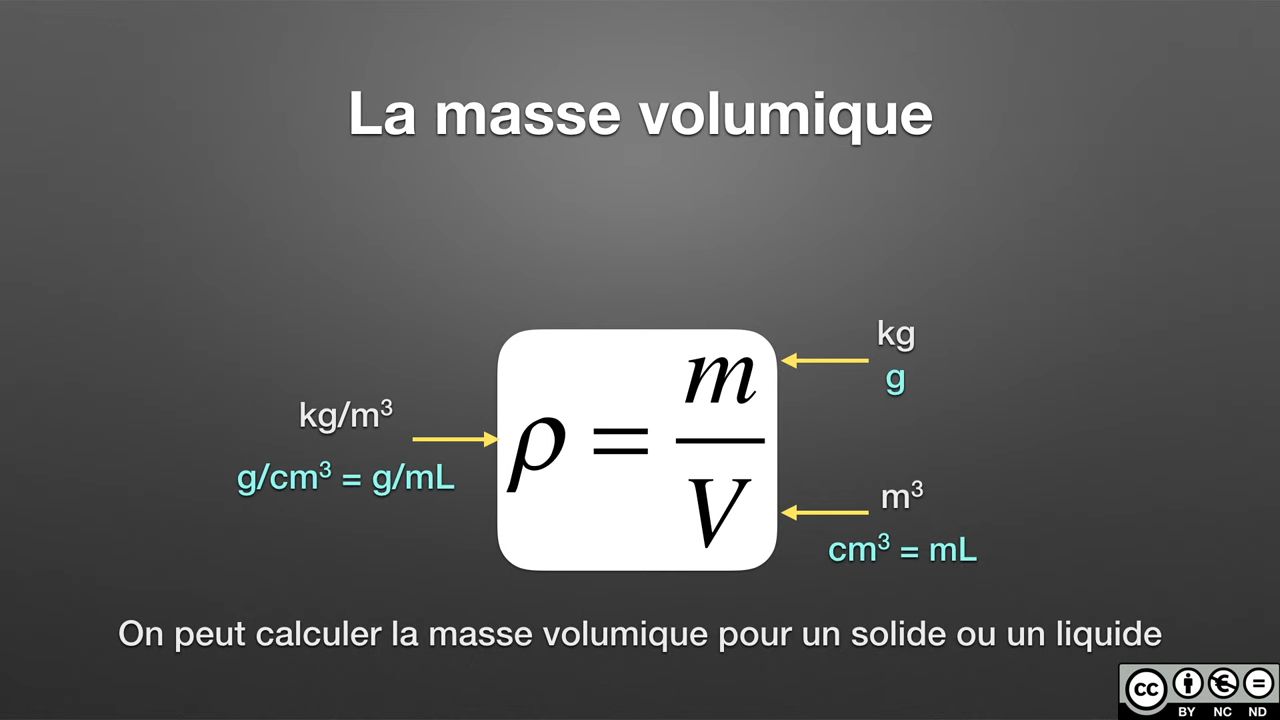 La masse volumique
kg
g
kg/m³
g/cm³ = g/mL
ρ = m/V
m³
cm³ = mL
On peut calculer la masse volumique pour un solide ou un liquide
cc
BY NC ND